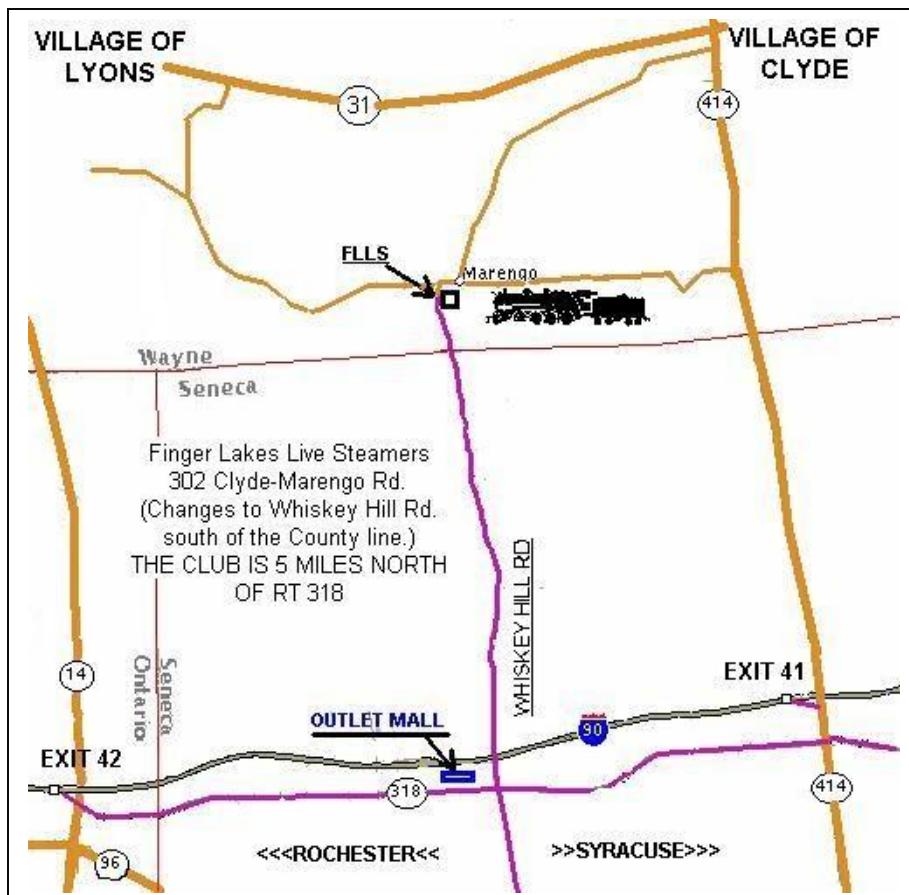 VILLAGE OF
LYONS
VILLAGE OF
CLYDE
31
414
FLLS
Marengo
Wayne
Seneca
Finger Lakes Live Steamers
302 Clyde-Marengo Rd.
(Changes to Whiskey Hill Rd.
south of the County line.)
THE CLUB IS 5 MILES NORTH
OF RT 318
WHISKEY HILL RD
Seneca
Ontario
14
EXIT 41
OUTLET MALL
90
EXIT 42
318
414
96
<<<ROCHESTER<<
>>SYRACUSE>>>